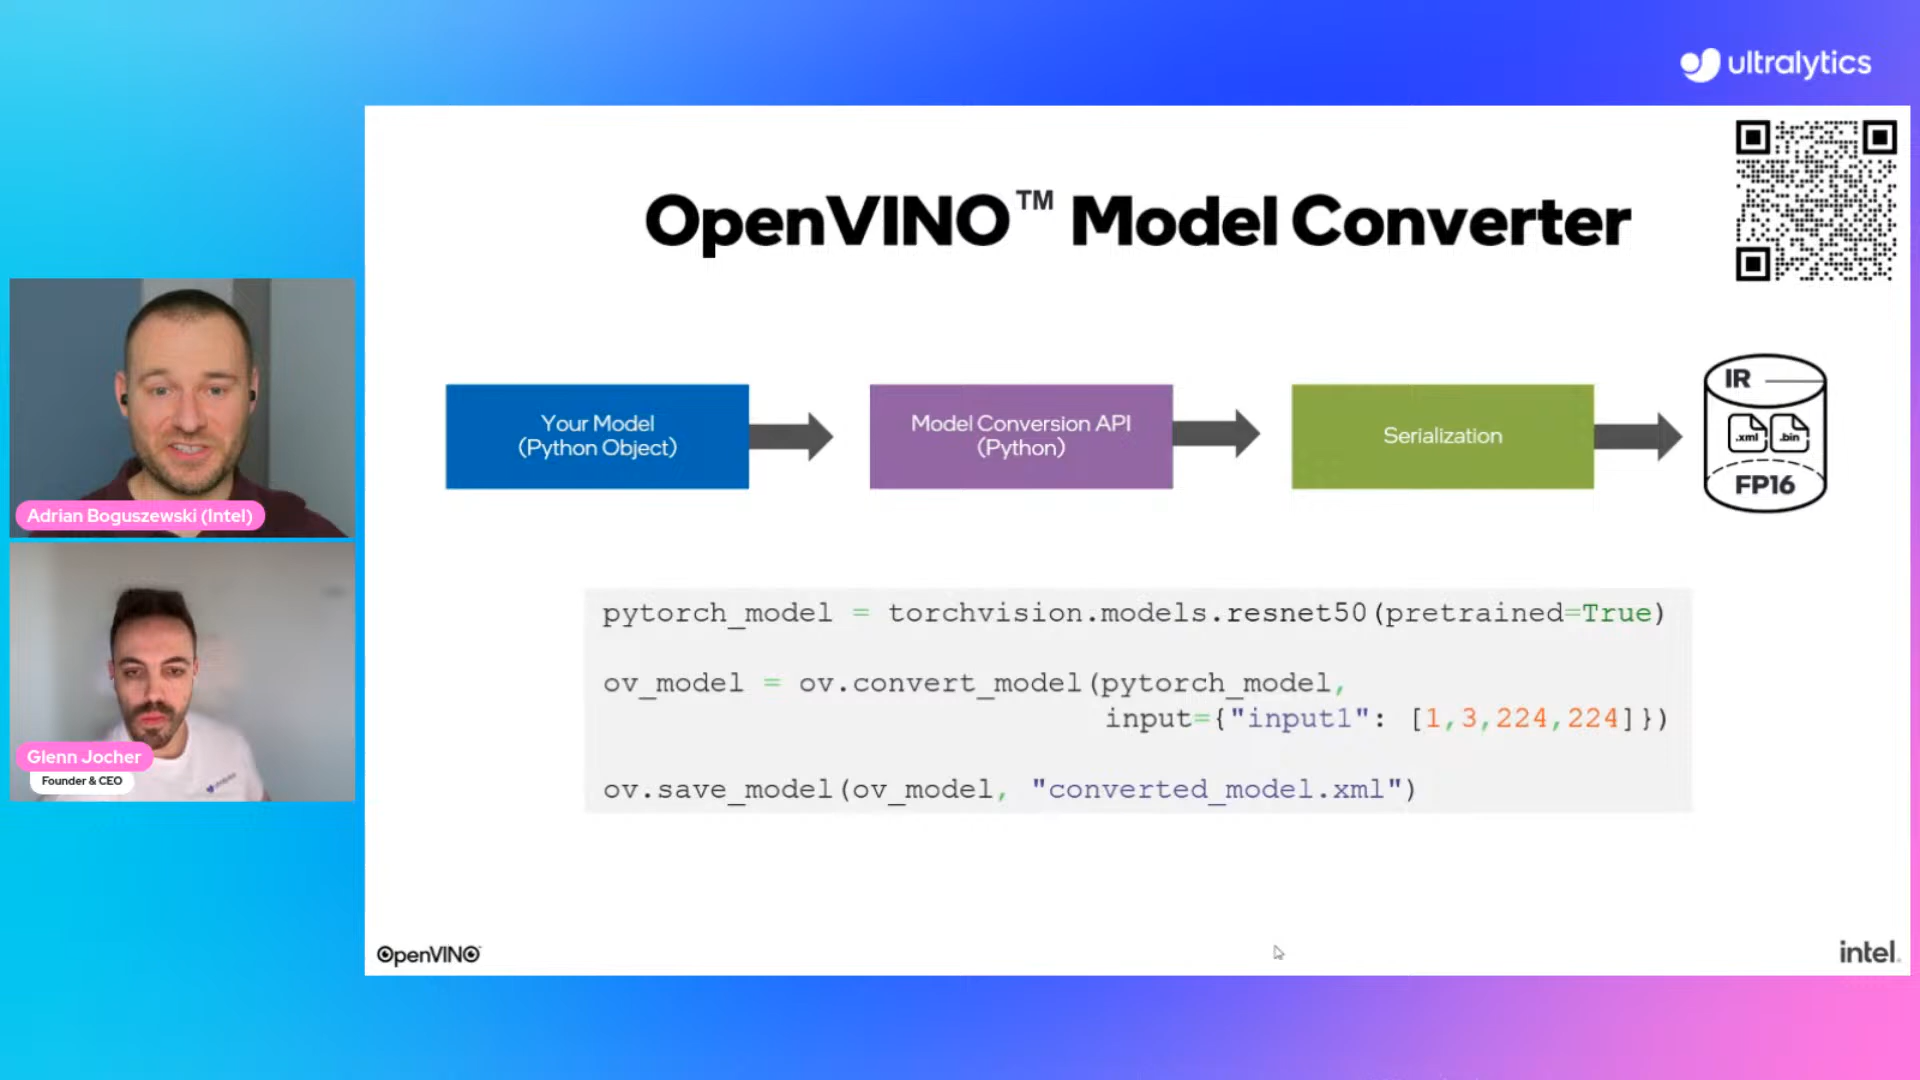 ultralytics
OpenVINO™ Model Converter
Your Model
(Python Object)
Model Conversion API
(Python)
Serialization
IR
.xml .bin
FP16
Adrian Boguszewski (Intel)
Glenn Jocher
Founder & CEO
pytorch_model = torchvision.models.resnet50(pretrained=True)
ov_model = ov.convert_model(pytorch_model,
input={"input1": [1,3,224,224]})
ov.save_model(ov_model, "converted_model.xml")
OpenVINO
intel.